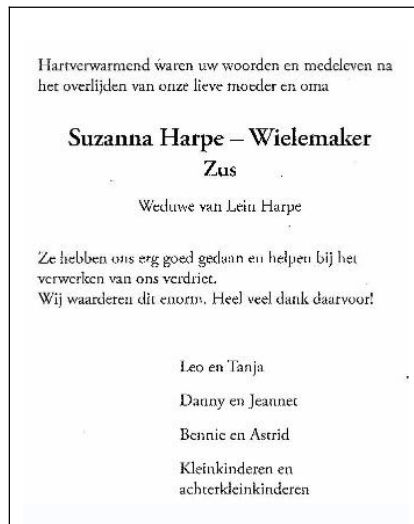 Hartverwarmend waren uw woorden en medeleven na
het overlijden van onze lieve moeder en oma
Suzanna Harpe – Wielemaker
Zus
Weduwe van Lein Harpe
Ze hebben ons erg goed gedaan en helpen bij het
verwerken van ons verdriet.
Wij waarderen dit enorm. Heel veel dank daarvoor!
Leo en Tanja
Danny en Jeannet
Bennie en Astrid
Kleinkinderen en
achterkleinkinderen